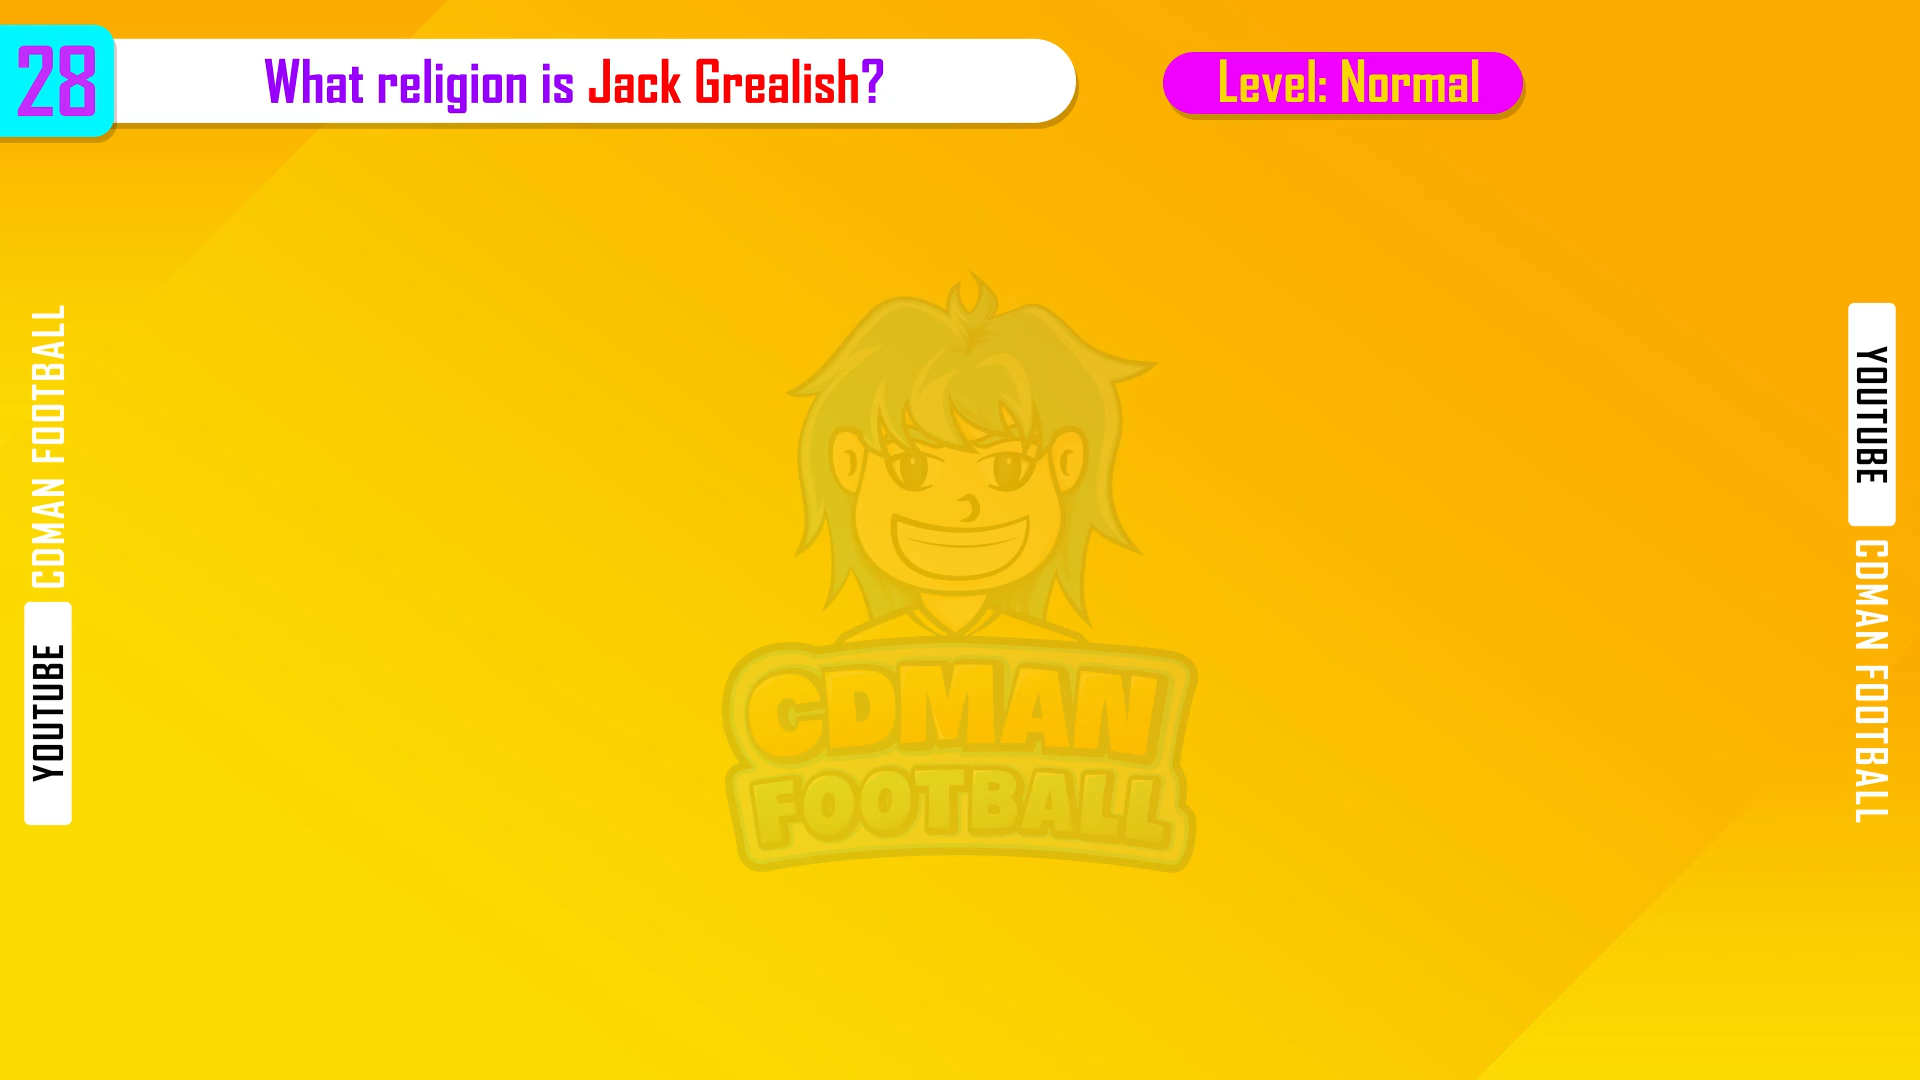 28
What religion is Jack Grealish?
Level: Normal
YOUTUBE CDMAN FOOTBALL
CDMAN
FOOTBALL
YOUTUBE CDMAN FOOTBALL